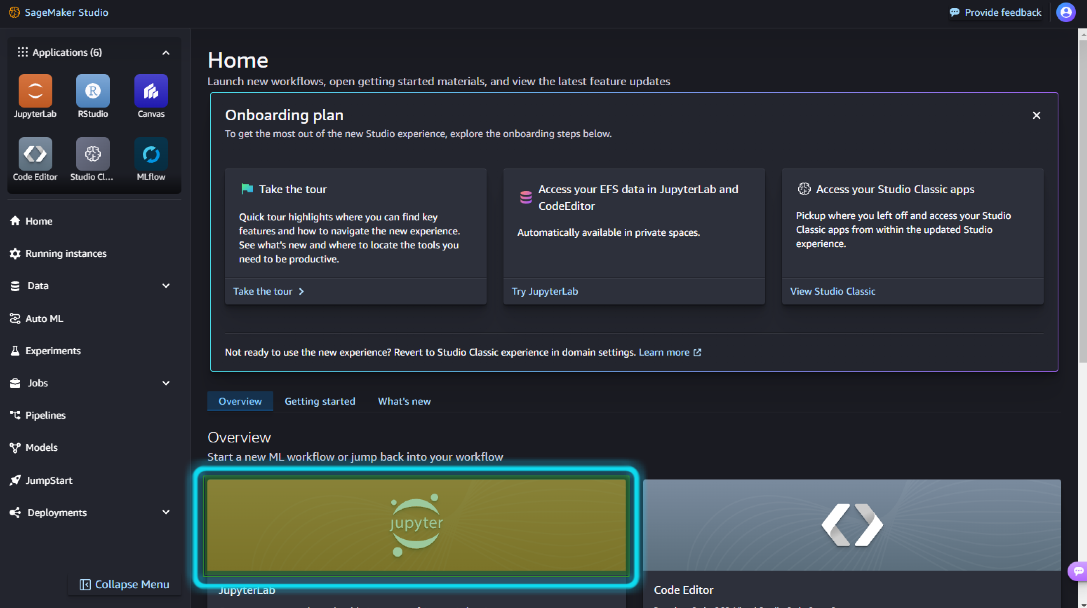 SageMaker Studio
Provide feedback
Applications (6)
JupyterLab
RStudio
Canvas
Code Editor
Studio Cl...
MLflow
Home
Running instances
Data
Auto ML
Experiments
Jobs
Pipelines
Models
JumpStart
Deployments
Collapse Menu
Home
Launch new workflows, open getting started materials, and view the latest feature updates
Onboarding plan
To get the most out of the new Studio experience, explore the onboarding steps below.
Take the tour
Quick tour highlights where you can find key
features and how to navigate the new experience.
See what's new and where to locate the tools you
need to be productive.
Take the tour
Access your EFS data in JupyterLab and
CodeEditor
Automatically available in private spaces.
Try JupyterLab
Access your Studio Classic apps
Pickup where you left off and access your Studio
Classic apps from within the updated Studio
experience.
View Studio Classic
Not ready to use the new experience? Revert to Studio Classic experience in domain settings. Learn more
Overview
Getting started
What's new
Overview
Start a new ML workflow or jump back into your workflow
jupyter
JupyterLab
Code Editor